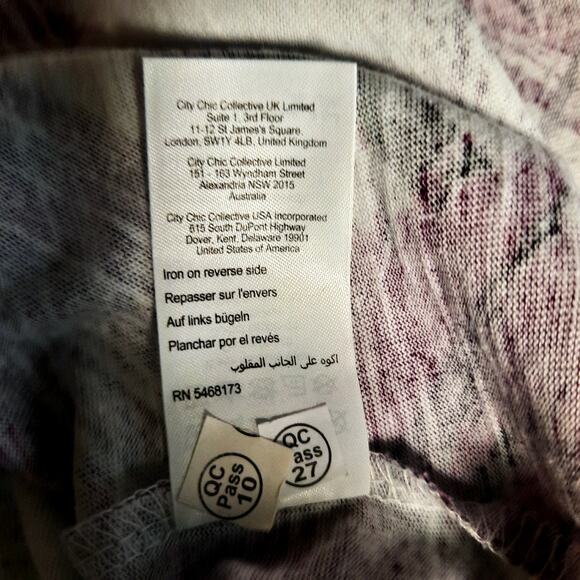 City Chic Collective UK Limited
Suite 1, 3rd Floor
11-12 St James's Square,
London, SW1Y 4LB, United Kingdom
City Chic Collective Limited
151 - 163 Wyndham Street
Alexandria NSW 2015
Australia
City Chic Collective USA Incorporated
615 South DuPont Highway
Dover, Kent, Delaware 19901
United States of America
Iron on reverse side
Repasser sur l'envers
Auf links bügeln
Planchar por el revés
اكوه على الجانب المقلوب
RN 5468173
QC
Pass
10
QC
ass
27